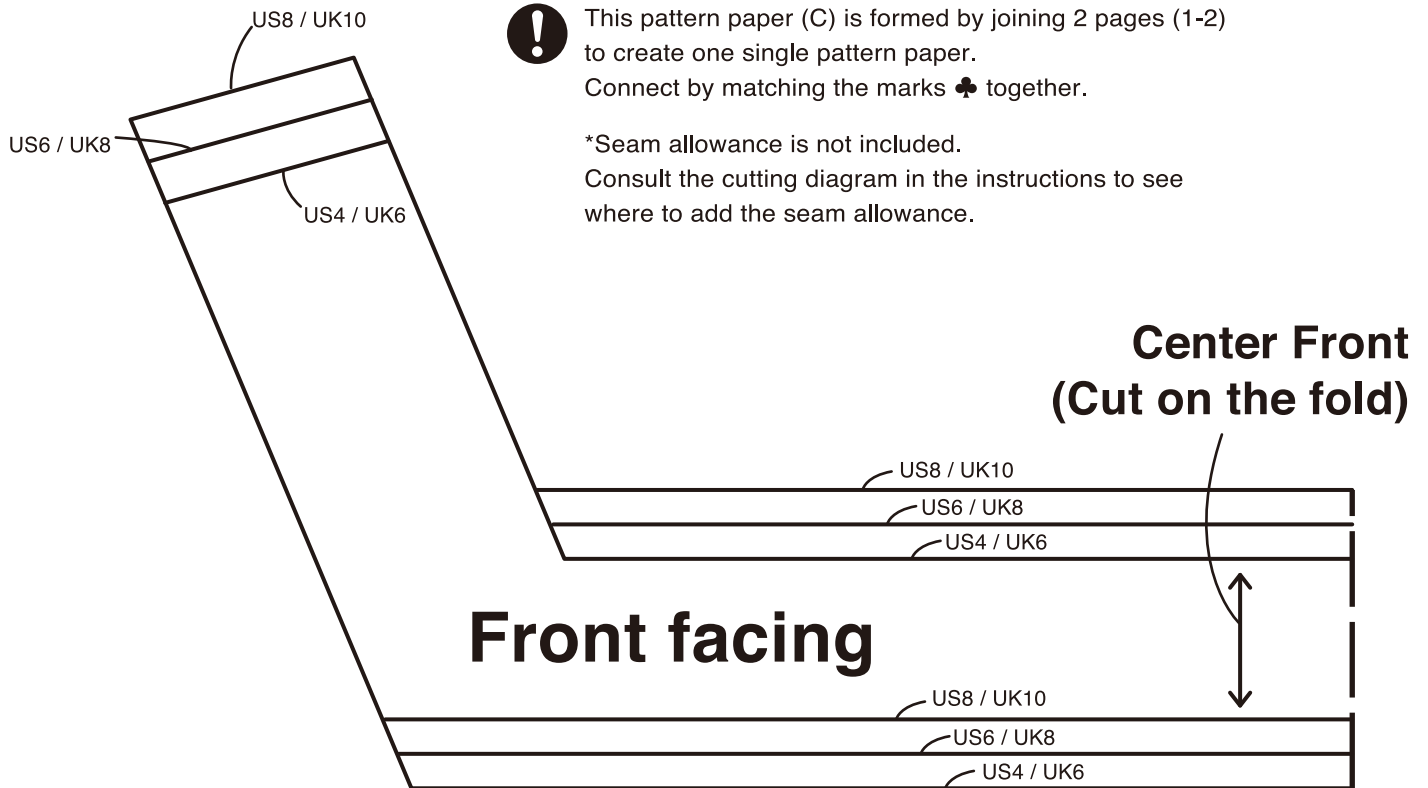 US8 / UK10
This pattern paper (C) is formed by joining 2 pages (1-2)
to create one single pattern paper.
Connect by matching the marks ♣ together.
*Seam allowance is not included.
Consult the cutting diagram in the instructions to see
where to add the seam allowance.
US6 / UK8
US4 / UK6
Center Front
(Cut on the fold)
US8 / UK10
US6 / UK8
US4 / UK6
Front facing
US8 / UK10
US6 / UK8
US4 / UK6